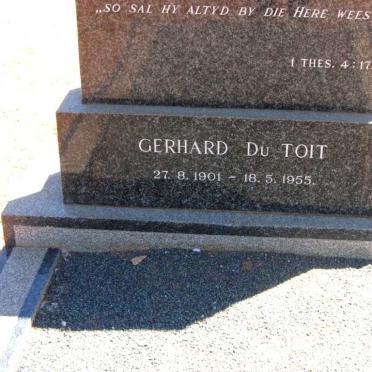 „SO SAL HY ALTYD BY DIE HERE WEES
1 THES. 4:17
GERHARD DU TOIT
27. 8. 1901 – 18. 5. 1955.